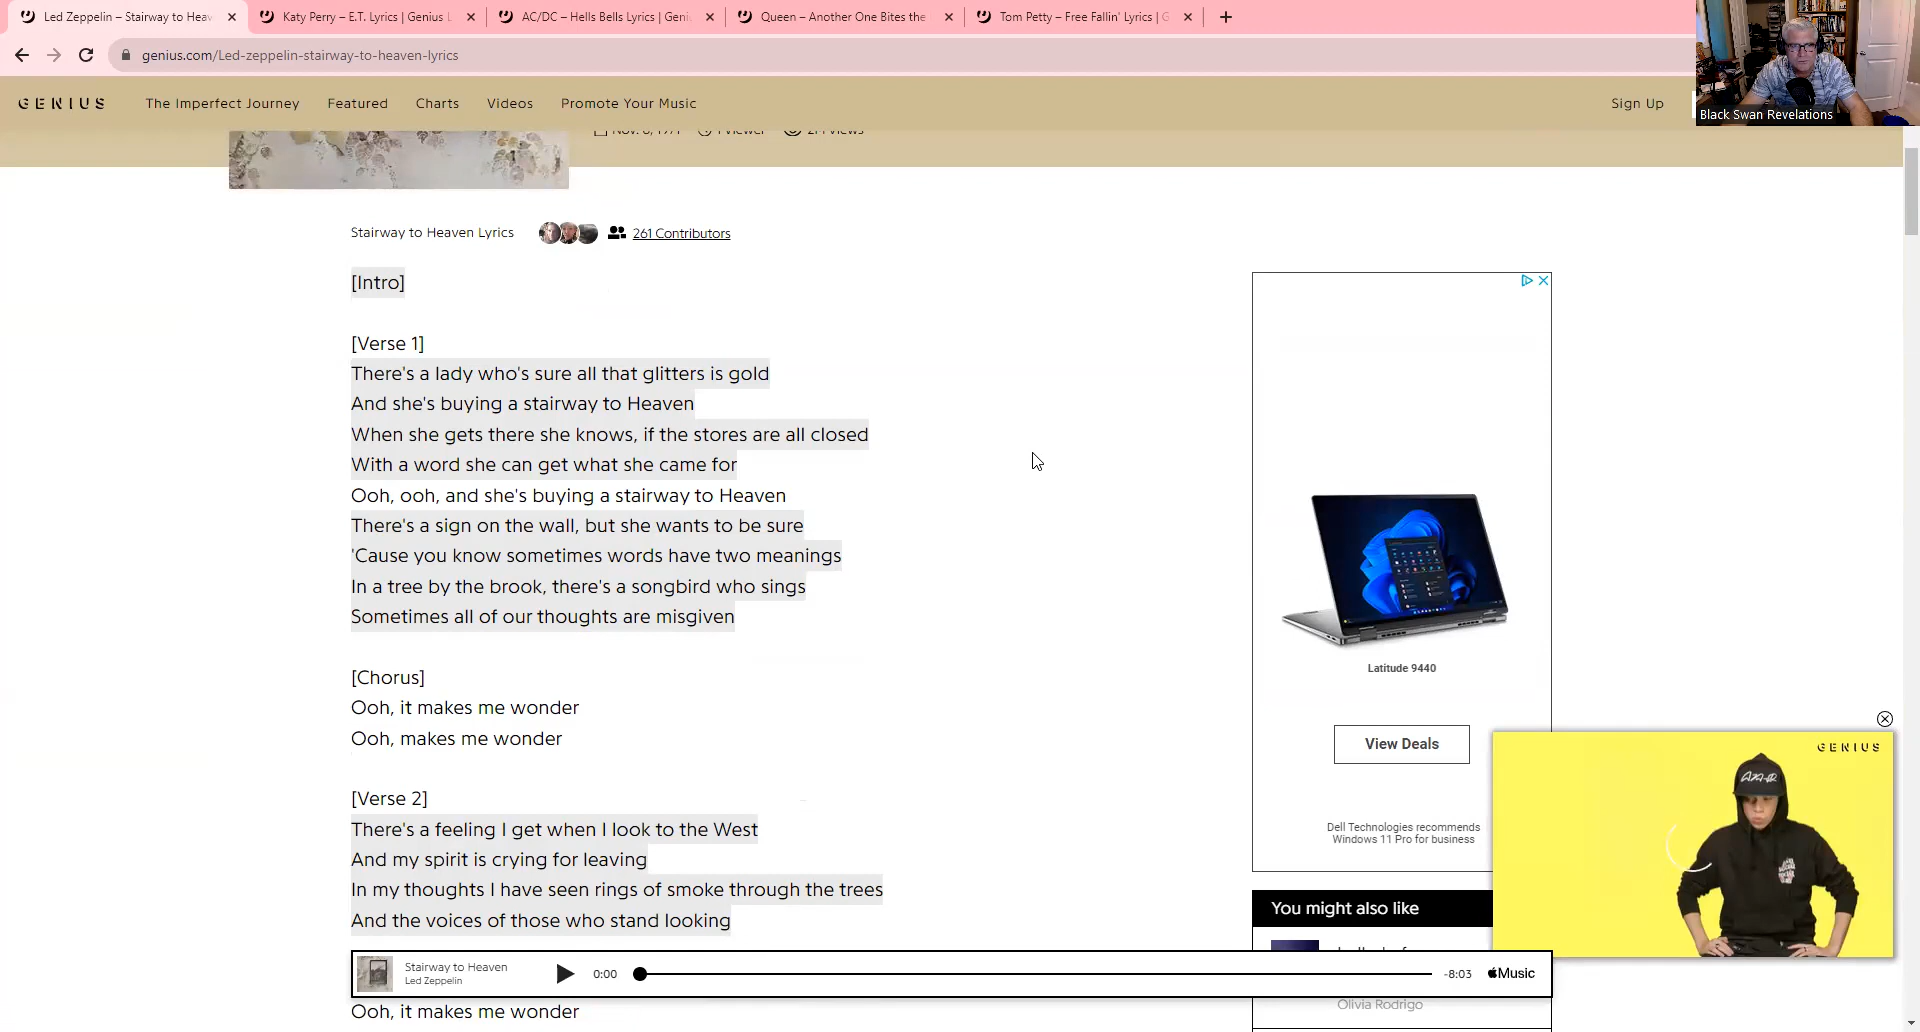 Led Zeppelin – Stairway to Heav
Katy Perry – E.T. Lyrics | Genius L
AC/DC – Hells Bells Lyrics | Geni
Queen – Another One Bites the
Tom Petty – Free Fallin' Lyrics | G
genius.com/Led-zeppelin-stairway-to-heaven-lyrics
Black Swan Revelations
GENIUS
The Imperfect Journey
Featured
Charts
Videos
Promote Your Music
Sign Up
Stairway to Heaven Lyrics
261 Contributors
[Intro]
[Verse 1]
There's a lady who's sure all that glitters is gold
And she's buying a stairway to Heaven
When she gets there she knows, if the stores are all closed
With a word she can get what she came for
Ooh, ooh, and she's buying a stairway to Heaven
There's a sign on the wall, but she wants to be sure
'Cause you know sometimes words have two meanings
In a tree by the brook, there's a songbird who sings
Sometimes all of our thoughts are misgiven
[Chorus]
Ooh, it makes me wonder
Ooh, makes me wonder
[Verse 2]
There's a feeling I get when I look to the West
And my spirit is crying for leaving
In my thoughts I have seen rings of smoke through the trees
And the voices of those who stand looking
Ooh, it makes me wonder
Latitude 9440
View Deals
Dell Technologies recommends
Windows 11 Pro for business
You might also like
GENIUS
Stairway to Heaven
Led Zeppelin
0:00
-8:03
Music
Olivia Rodrigo